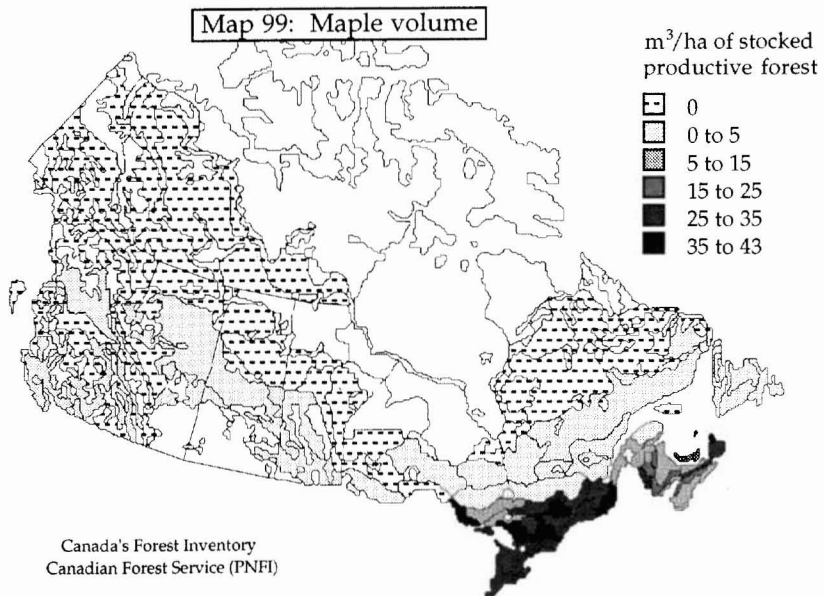 Map 99: Maple volume
m³/ha of stocked
productive forest
0
0 to 5
5 to 15
15 to 25
25 to 35
35 to 43
Canada's Forest Inventory
Canadian Forest Service (PNFI)